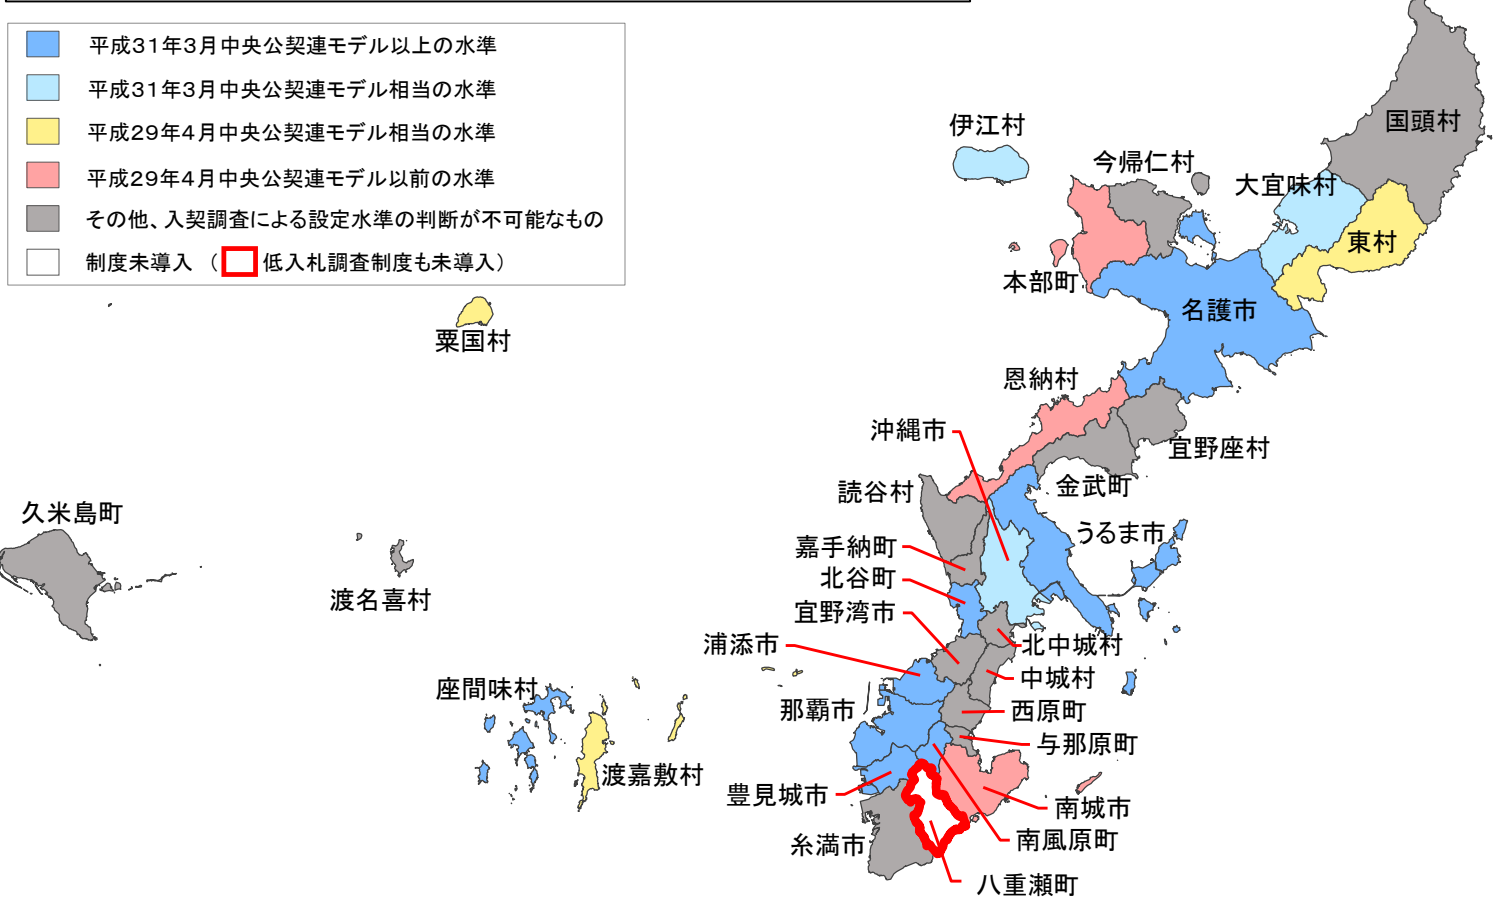 平成31年3月中央公契連モデル以上の水準
平成31年3月中央公契連モデル相当の水準
平成29年4月中央公契連モデル相当の水準
平成29年4月中央公契連モデル以前の水準
その他、入契調査による設定水準の判断が不可能なもの
制度未導入 ( 低入札調査制度も未導入)
国頭村
伊江村
今帰仁村
大宜味村
東村
本部町
名護市
粟国村
恩納村
沖縄市
宜野座村
金武町
読谷村
久米島町
うるま市
嘉手納町
北谷町
渡名喜村
宜野湾市
浦添市
北中城村
中城村
座間味村
那覇市
西原町
与那原町
渡嘉敷村
豊見城市
南城市
南風原町
糸満市
八重瀬町